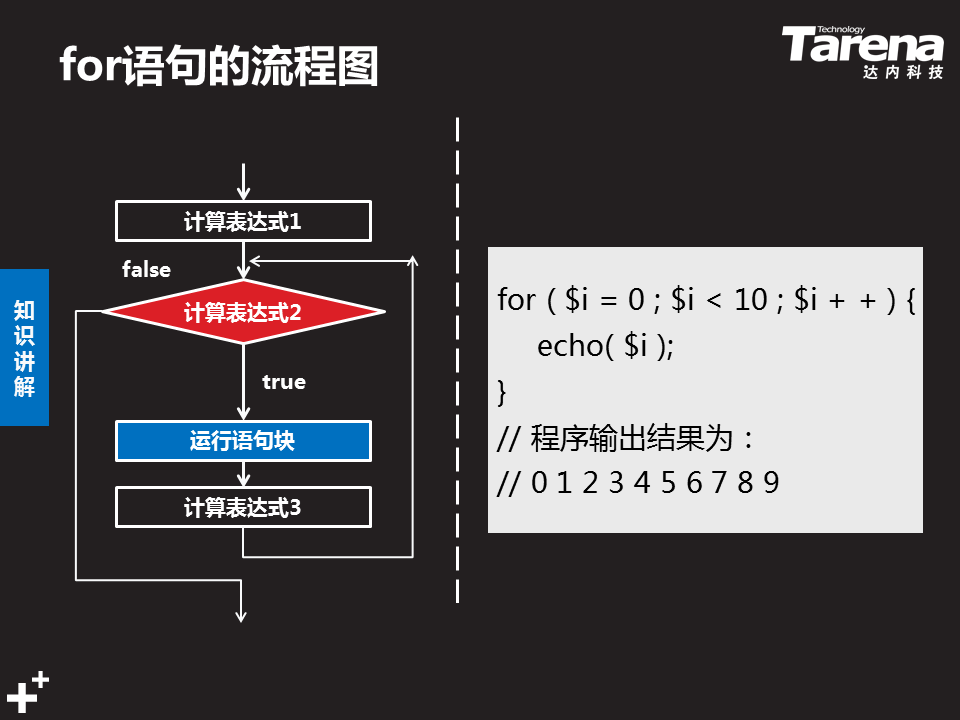 for语句的流程图
Technology
Tarena
达内科技
知识讲解
计算表达式1
false
计算表达式2
true
运行语句块
计算表达式3
for ( $i = 0 ; $i < 10 ; $i + + ) {
echo( $i );
}
// 程序输出结果为：
// 0 1 2 3 4 5 6 7 8 9